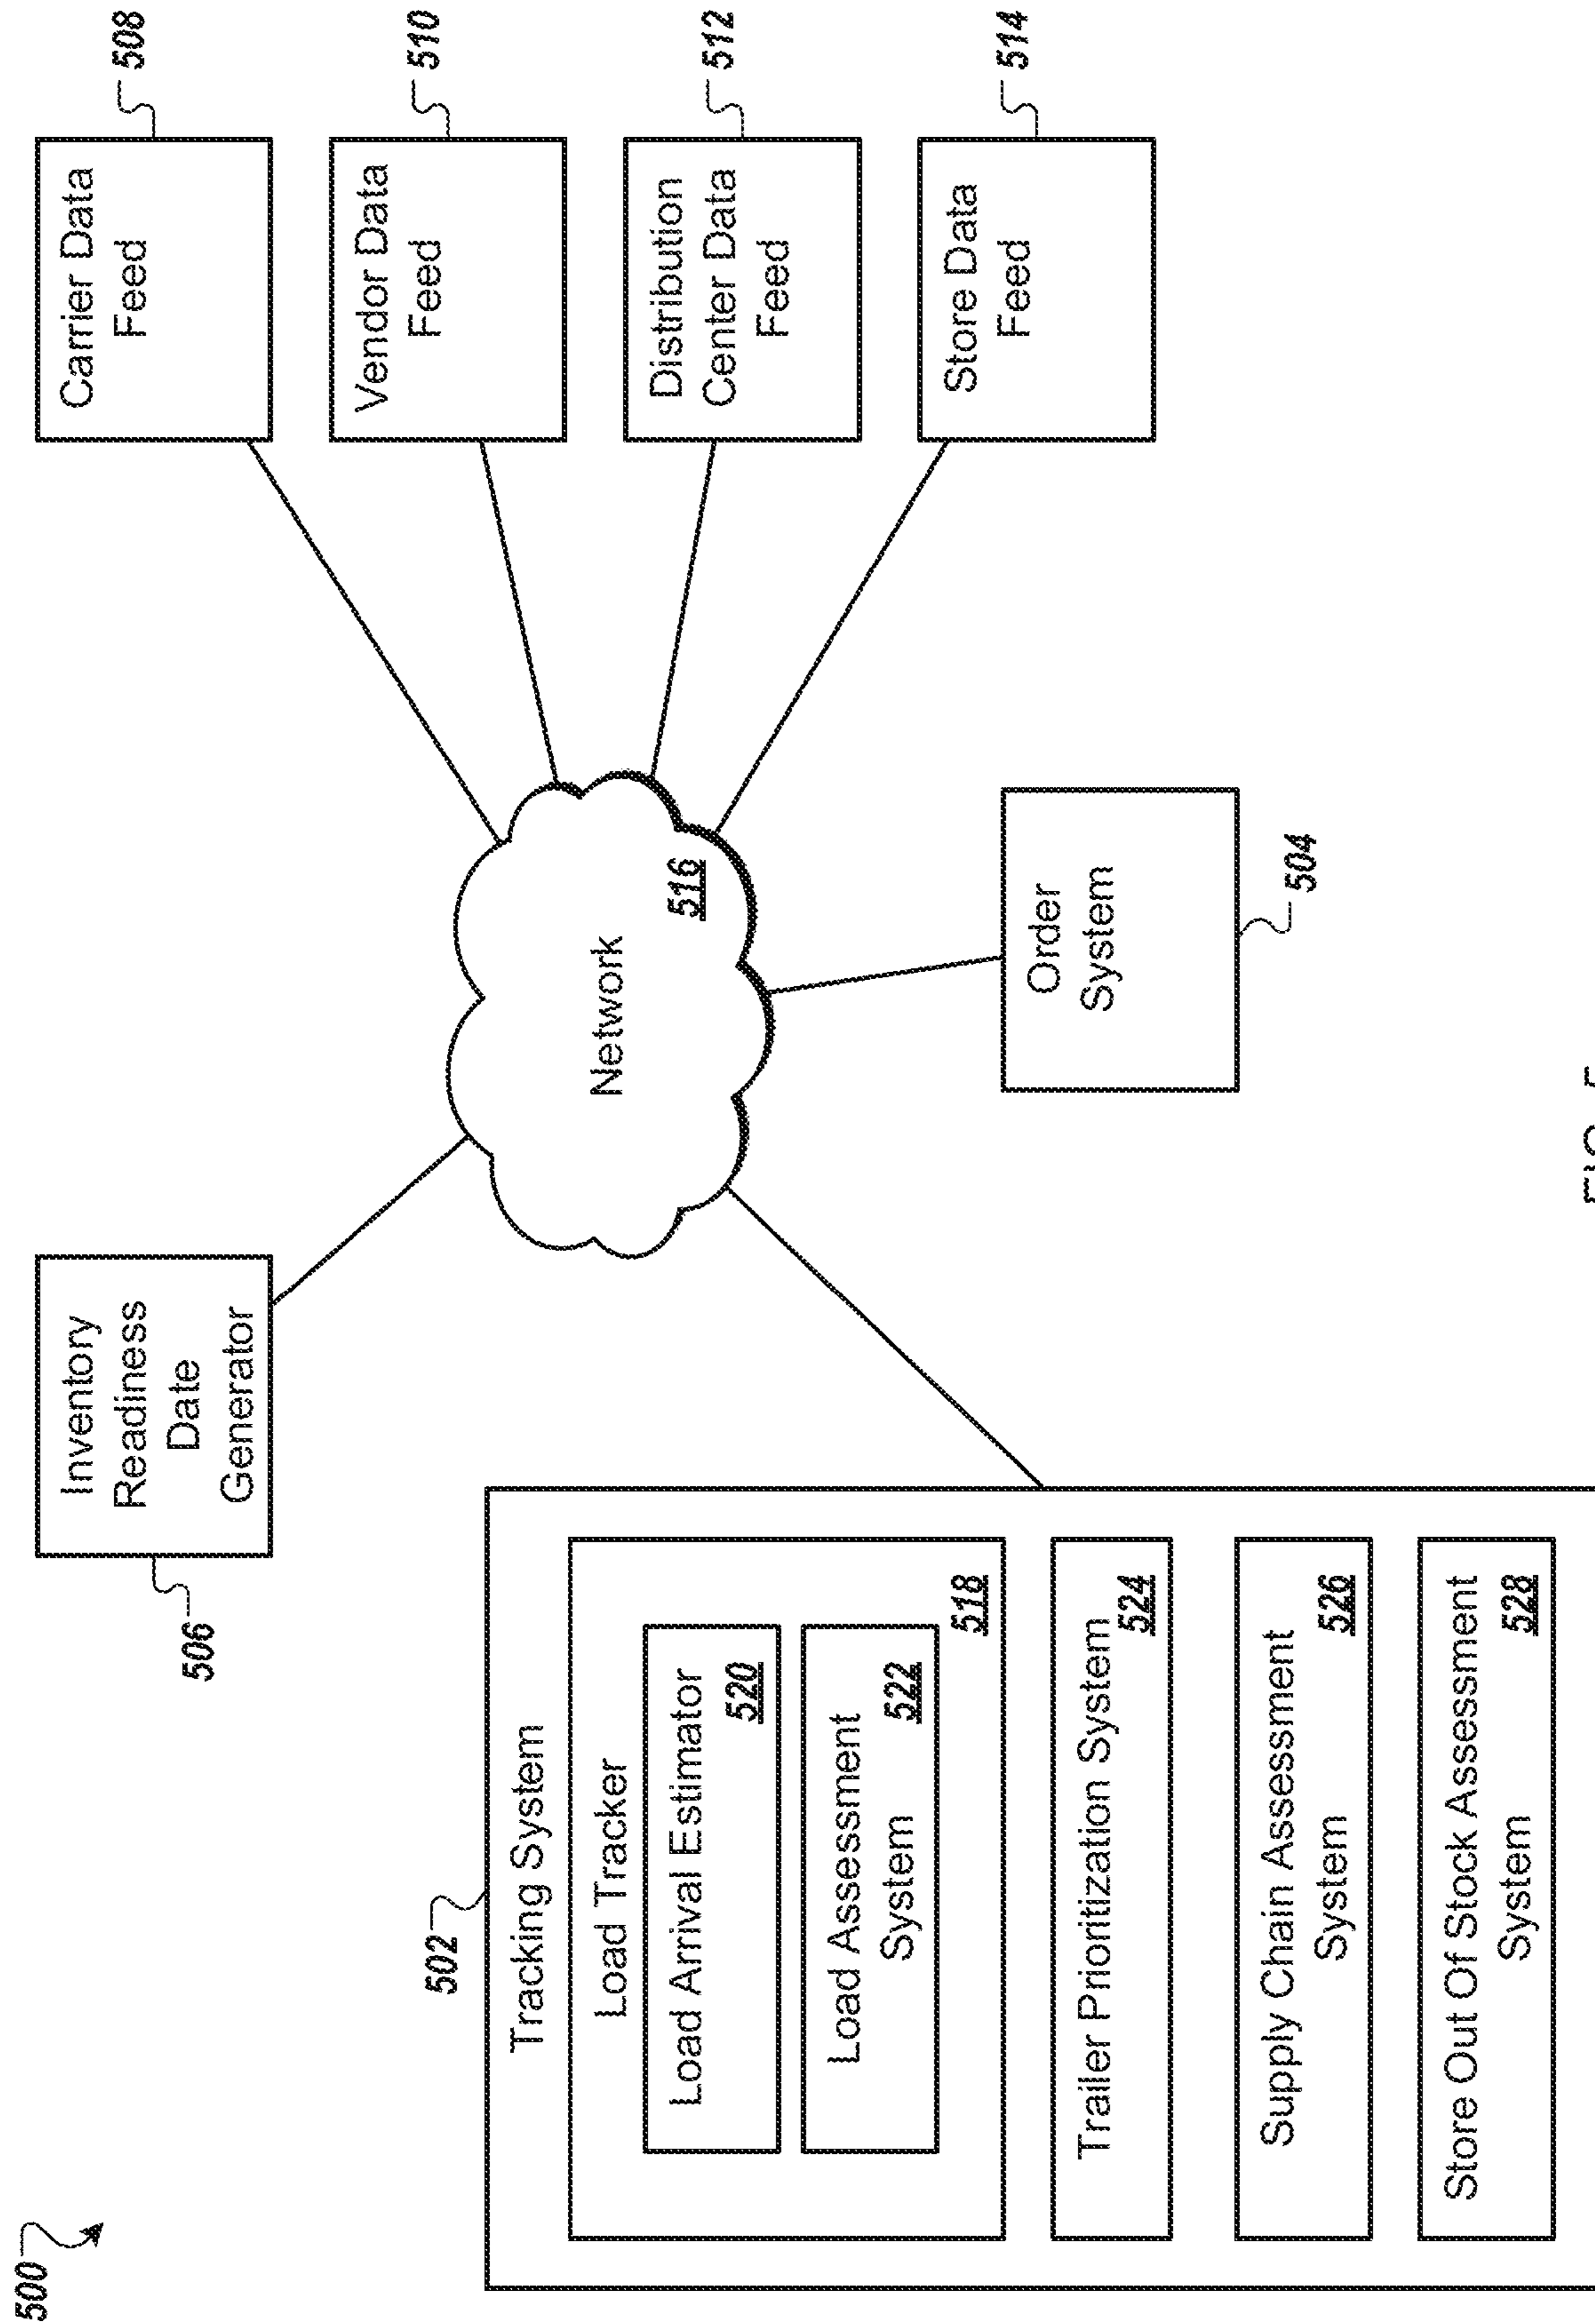 500
506
Inventory
Readiness
Date
Generator
Carrier Data
Feed
508
Vendor Data
Feed
510
Distribution
Center Data
Feed
512
Store Data
Feed
514
Network
516
Order
System
504
502
Tracking System
Load Tracker
Load Arrival Estimator
520
Load Assessment
System
522
518
Trailer Prioritization System
524
Supply Chain Assessment
System
526
Store Out Of Stock Assessment
System
528